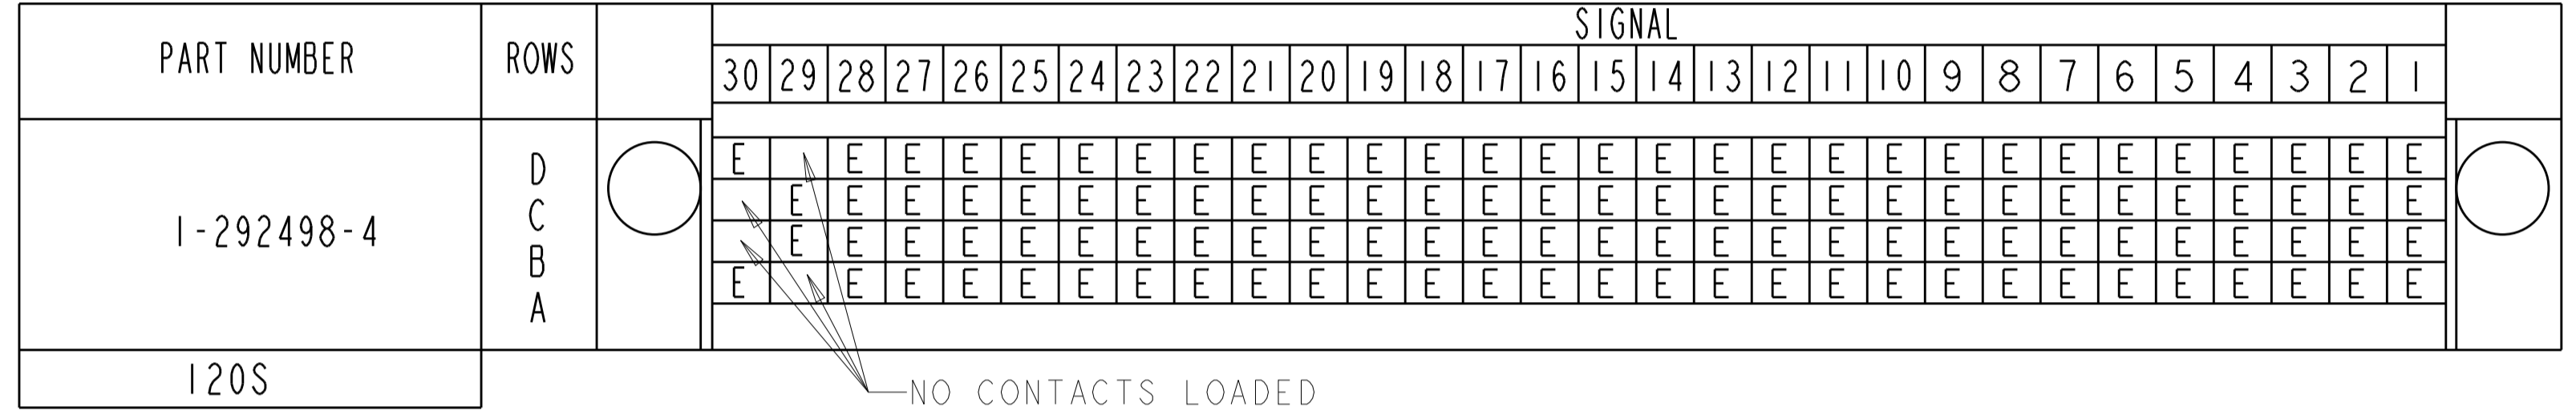 SIGNAL
PART NUMBER ROWS
30 29 28 27 26 25 24 23 22 21 20 19 18 17 16 15 14 13 12 11 10 9 8 7 6 5 4 3 2 1
D E E E E E E E E E E E E E E E E E E E E E E E E E E E E E
C E E E E E E E E E E E E E E E E E E E E E E E E E E E E E
1-292498-4
B E E E E E E E E E E E E E E E E E E E E E E E E E E E E E
A E E E E E E E E E E E E E E E E E E E E E E E E E E E E E
120S
NO CONTACTS LOADED